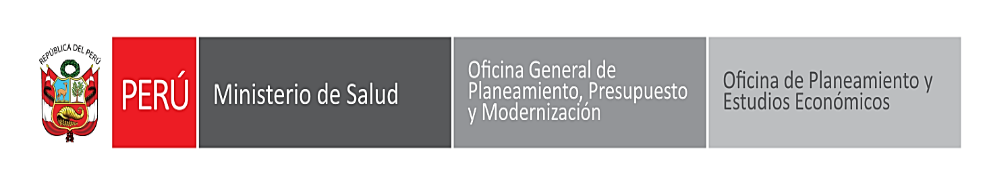 REPÚBLICA DEL PERÚ
PERÚ
Ministerio de Salud
Oficina General de
Planeamiento, Presupuesto
y Modernización
Oficina de Planeamiento y
Estudios Económicos